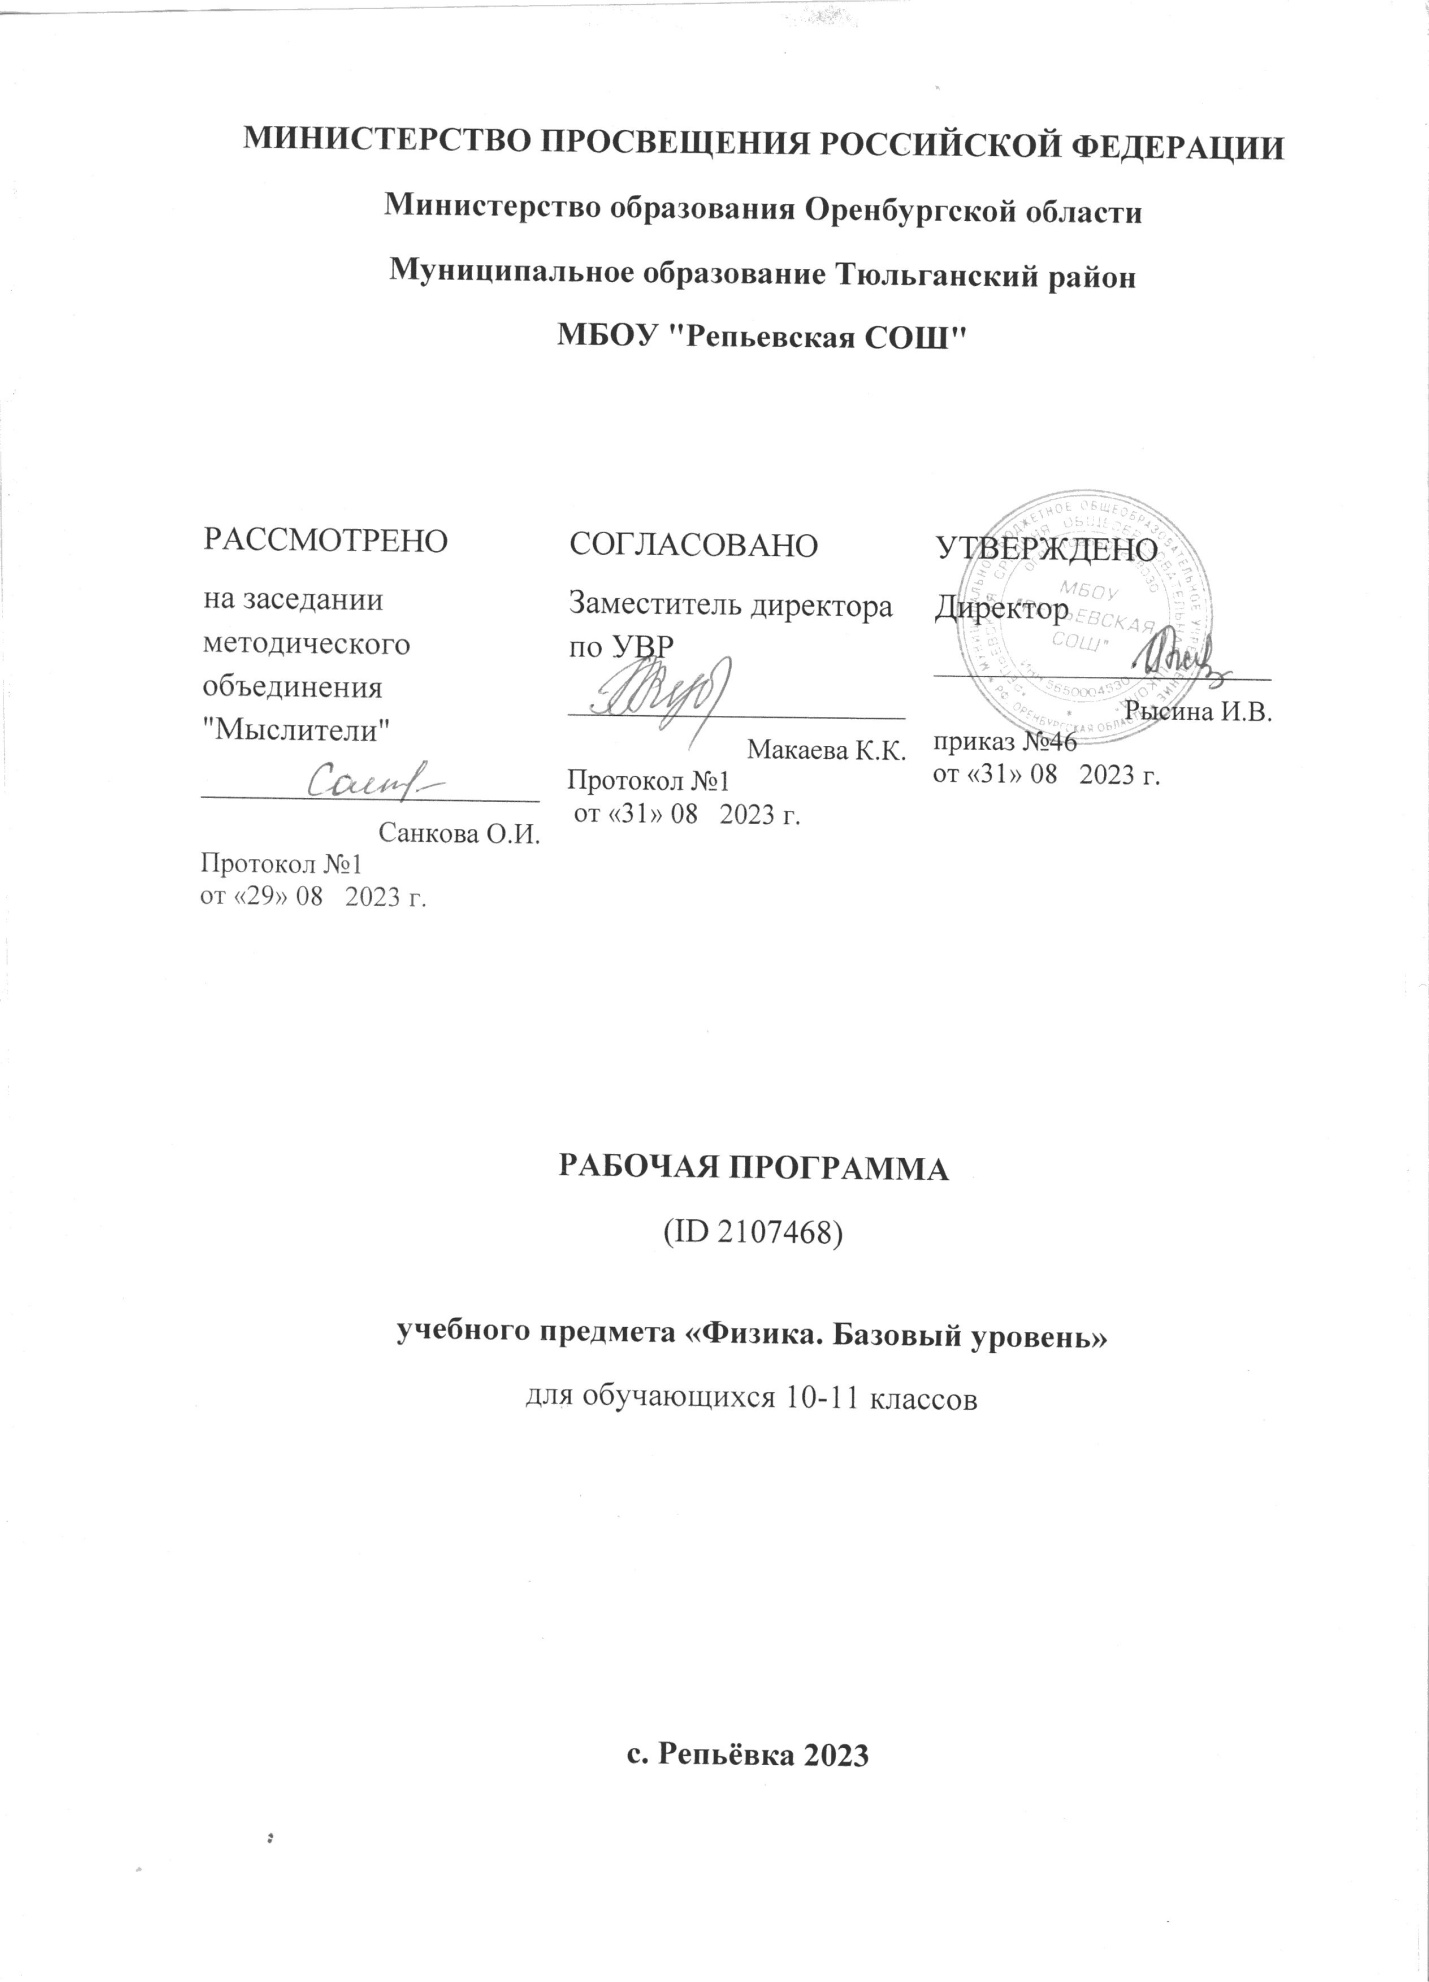 МИНИСТЕРСТВО ПРОСВЕЩЕНИЯ РОССИЙСКОЙ ФЕДЕРАЦИИ
Министерство образования Оренбургской области
Муниципальное образование Тюльганский район
МБОУ "Репьевская СОШ"
РАССМОТРЕНО
на заседании
методического
объединения
"Мыслители"
Санкова О.И.
Протокол №1
от «29» 08 2023 г.
СОГЛАСОВАНО
Заместитель директора
по УВР
Макаева К.К.
Протокол №1
от «31» 08 2023 г.
УТВЕРЖДЕНО
Директор
Рысина И.В.
приказ №46
от «31» 08 2023 г.
МБОУ
СОШ"
РАБОЧАЯ ПРОГРАММА
(ID 2107468)
учебного предмета «Физика. Базовый уровень»
для обучающихся 10-11 классов
с. Репьёвка 2023